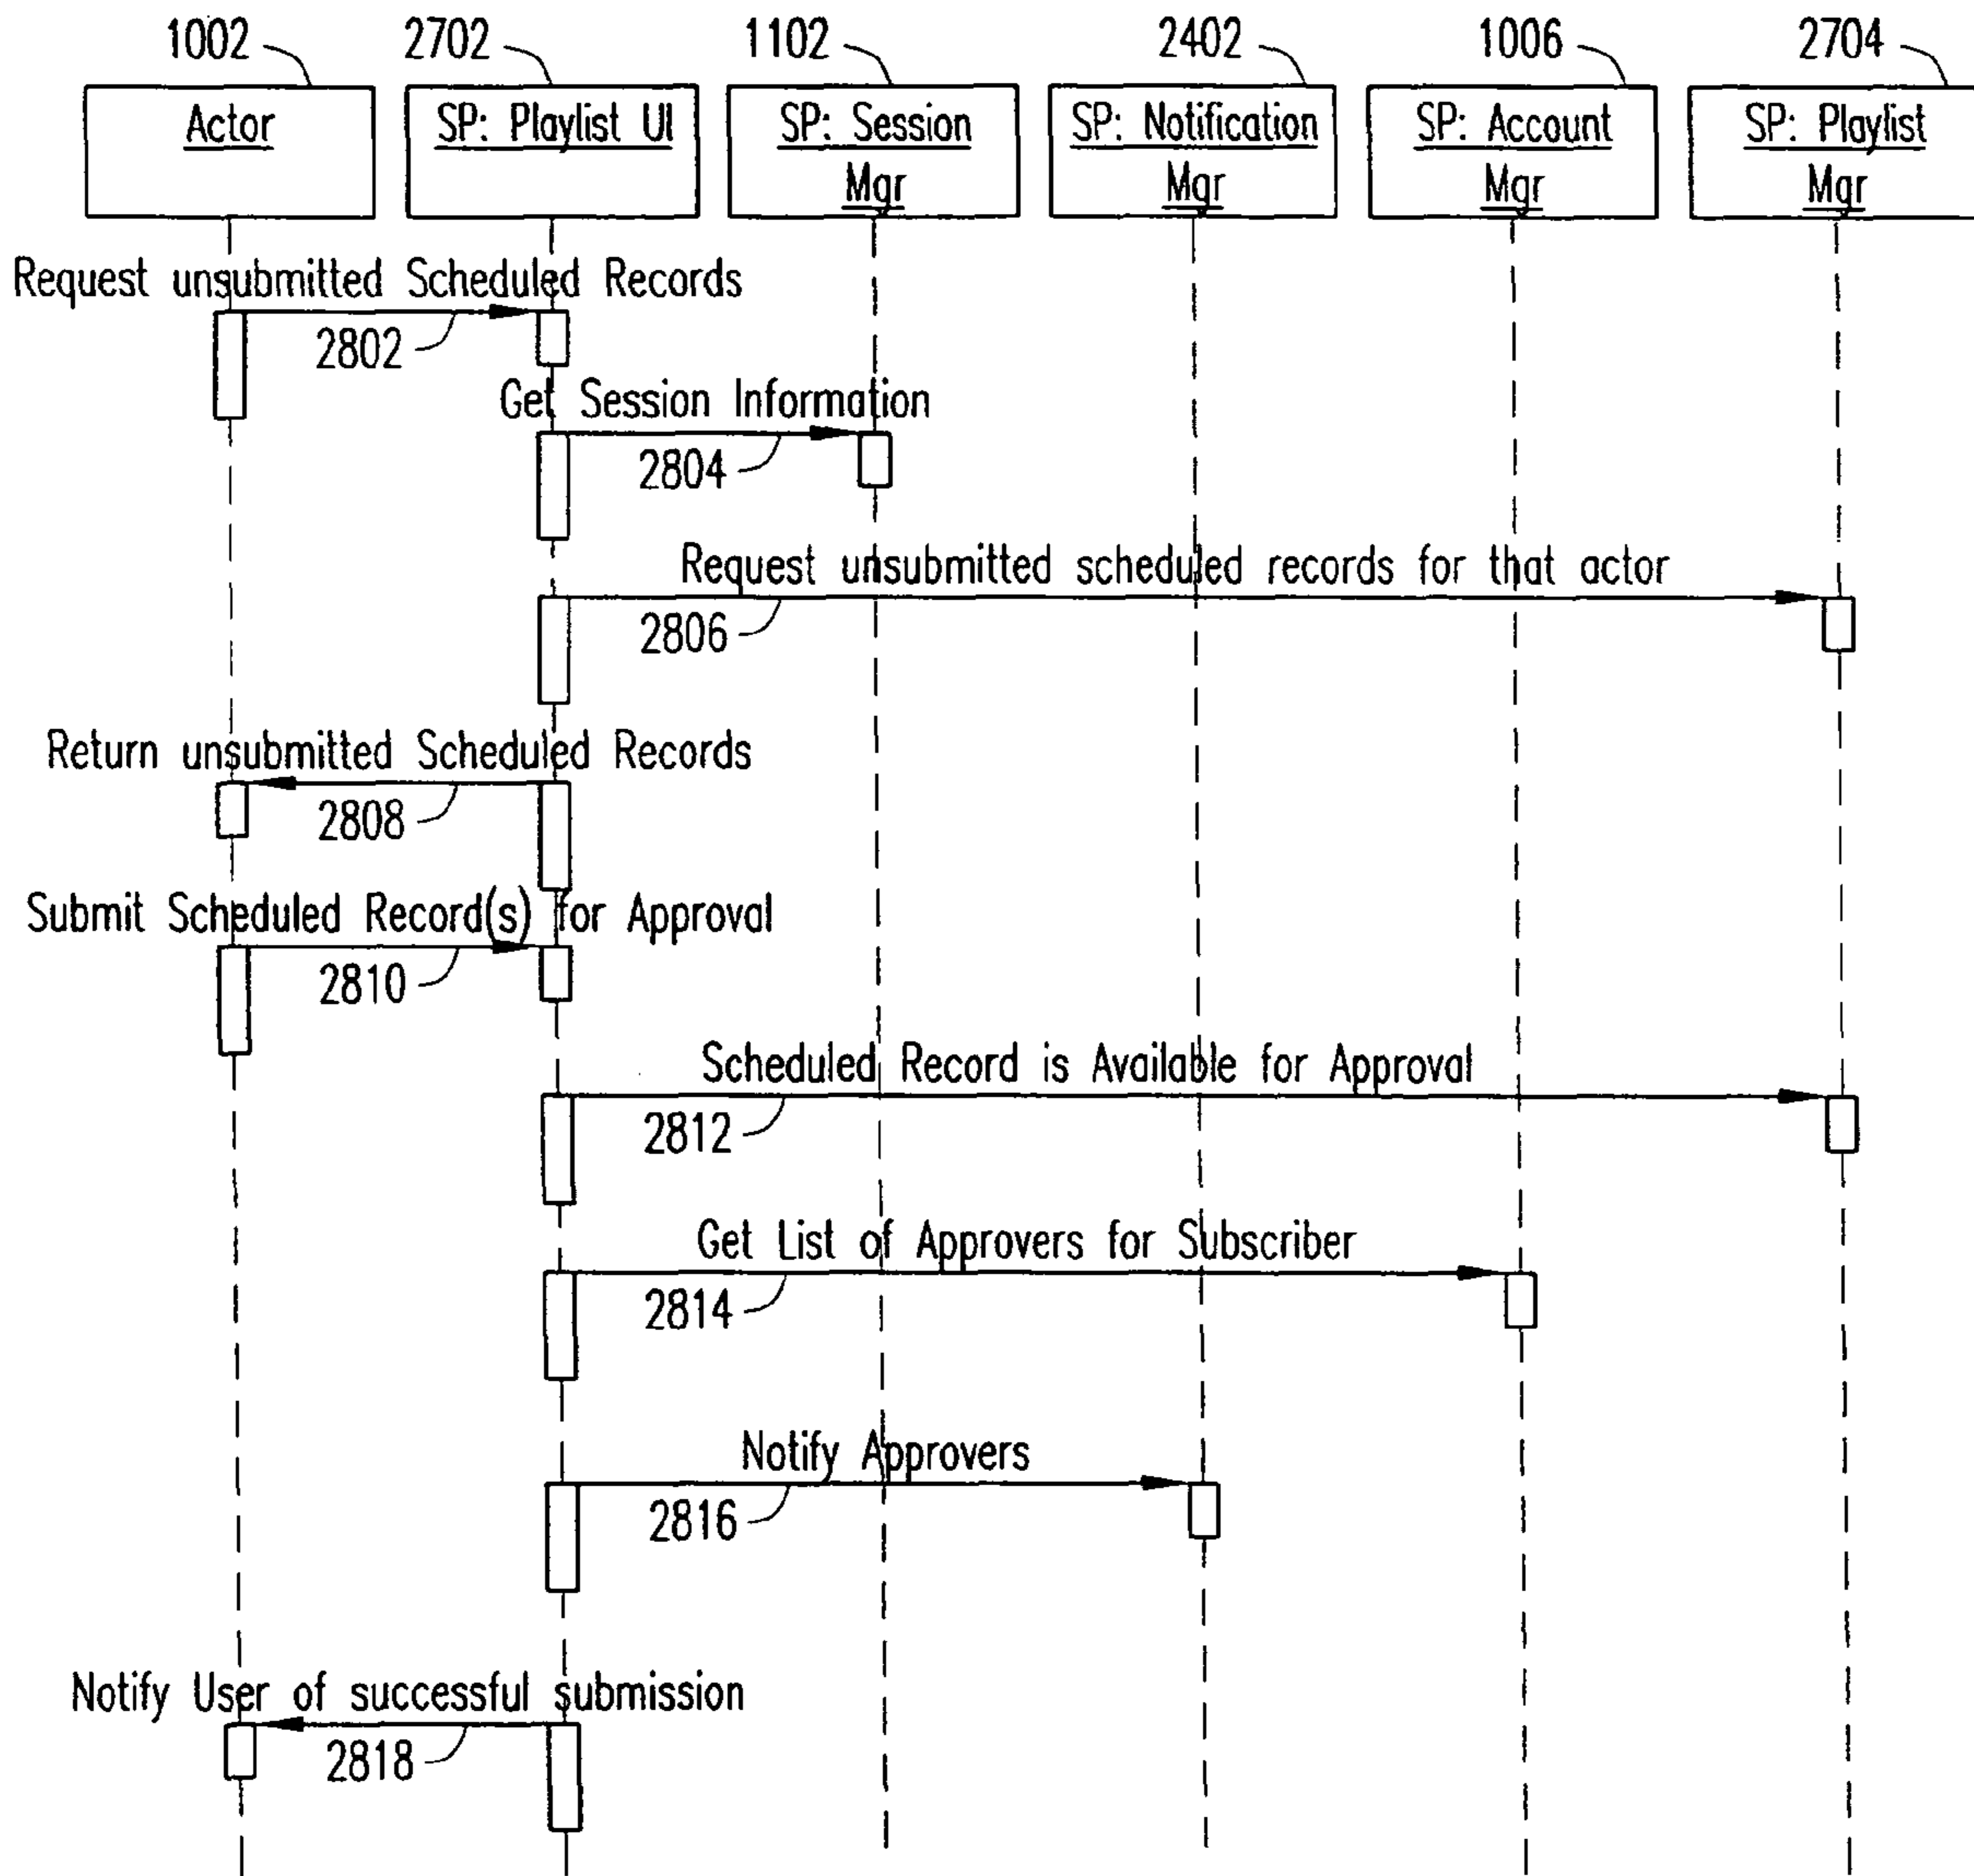 1002 2702 1102 2402 1006 2704
Actor SP: Playlist UI SP: Session SP: Notification SP: Account SP: Playlist
Mgr Mgr Mgr Mgr
Request unsubmitted Scheduled Records
2802
Get Session Information
2804
Request unsubmitted scheduled records for that actor
2806
Return unsubmitted Scheduled Records
2808
Submit Scheduled Record(s) for Approval
2810
Scheduled Record is Available for Approval
2812
Get List of Approvers for Subscriber
2814
Notify Approvers
2816
Notify User of successful submission
2818